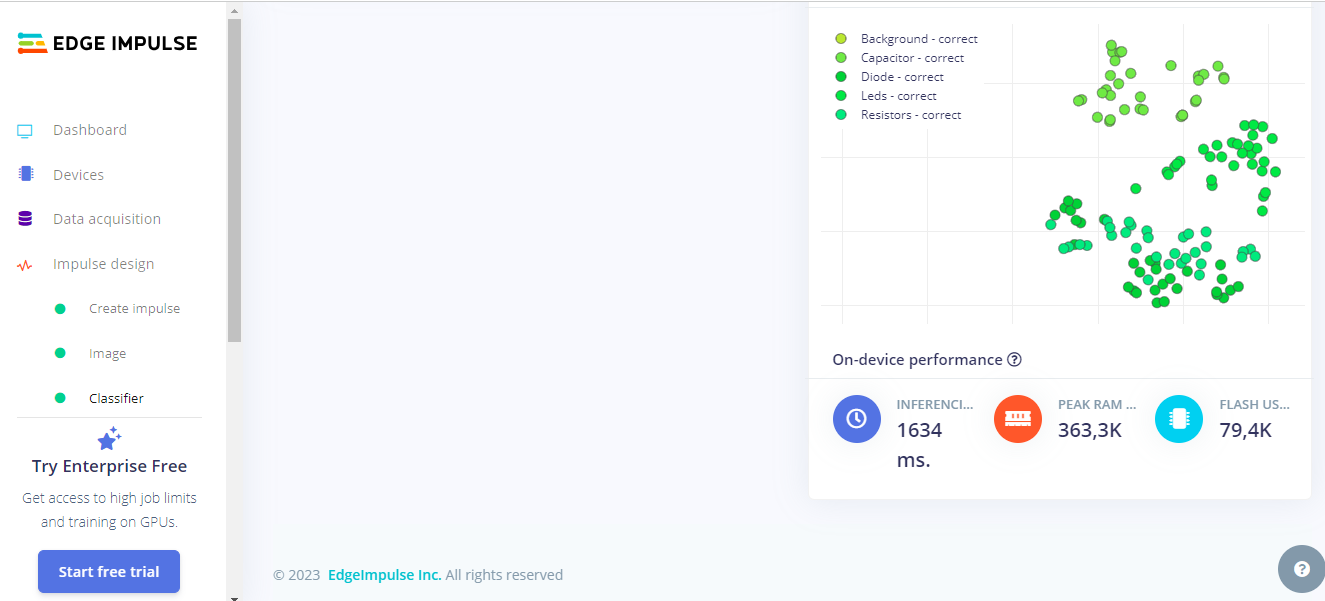 EDGE IMPULSE
Dashboard
Devices
Data acquisition
Impulse design
Create impulse
Image
Classifier
Try Enterprise Free
Get access to high job limits
and training on GPUs.
Start free trial
Background - correct
Capacitor - correct
Diode - correct
Leds - correct
Resistors - correct
On-device performance ?
INFERENCI...
1634
ms.
PEAK RAM ...
363,3K
FLASH US...
79,4K
© 2023 EdgeImpulse Inc. All rights reserved
?